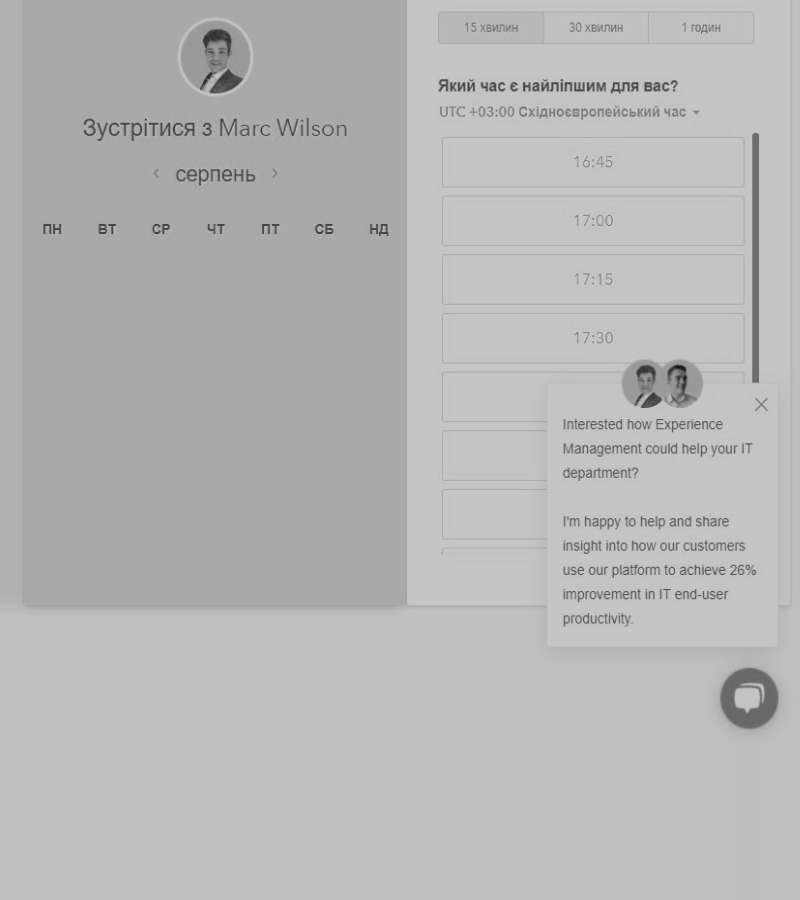 15 хвилин 30 хвилин 1 годин
Який час є найліпшим для вас?
UTC +03:00 Східноєвропейський час
Зустрітися з Marc Wilson
серпень
ПН ВТ СР ЧТ ПТ СБ НД
16:45
17:00
17:15
17:30
Interested how Experience
Management could help your IT
department?
I'm happy to help and share
insight into how our customers
use our platform to achieve 26%
improvement in IT end-user
productivity.